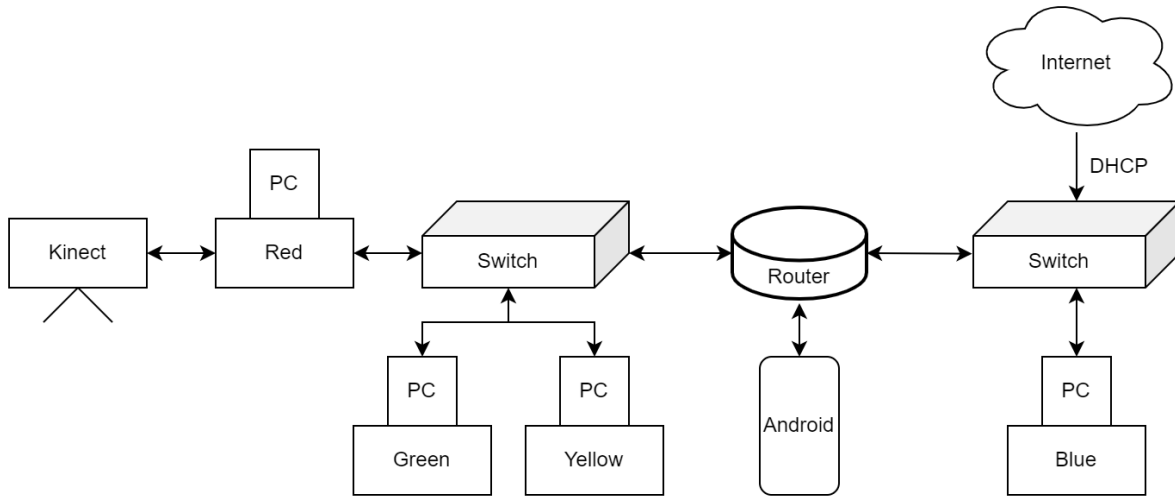 Internet
DHCP
PC
Kinect
Red
Switch
Router
Switch
PC
PC
Android
PC
Green
Yellow
Blue